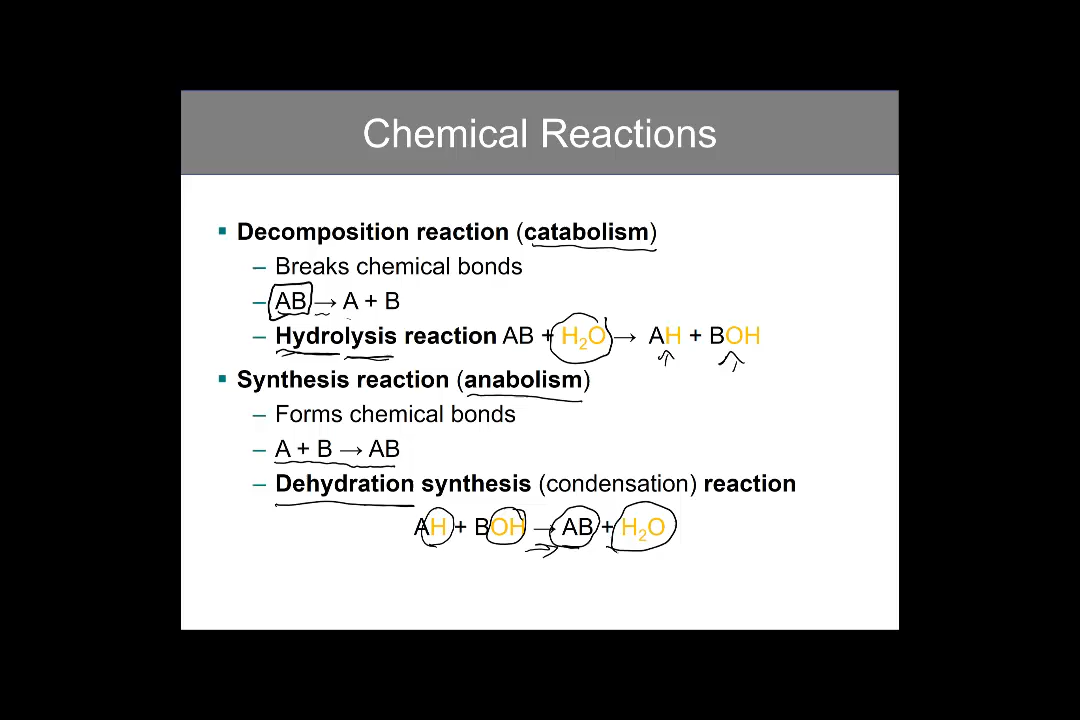 Chemical Reactions
▪ Decomposition reaction (catabolism)
– Breaks chemical bonds
– AB → A + B
– Hydrolysis reaction AB + H₂O → AH + BOH
▪ Synthesis reaction (anabolism)
– Forms chemical bonds
– A + B → AB
– Dehydration synthesis (condensation) reaction
AH + BOH → AB + H₂O